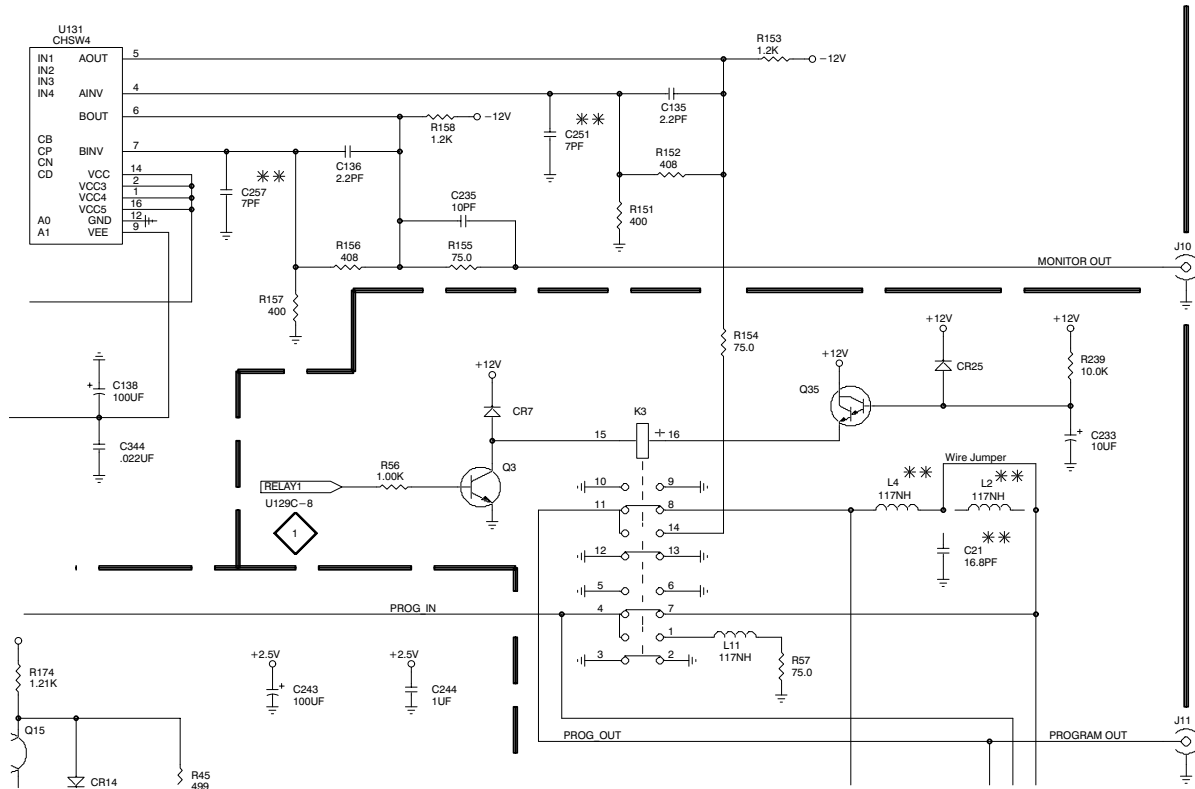 U131
CHSW4
IN1 AOUT 5
IN2
IN3
IN4 AINV 4
BOUT 6
CB
CP BINV 7
CN
CD VCC 14
VCC3 2
VCC4 1
VCC5 16
A0 GND 12
A1 VEE 9
R153
1.2K
−12V
R158
1.2K
−12V
C135
2.2PF
C251
7PF
✳✳
R152
408
R151
400
C136
2.2PF
C257
7PF
✳✳
C235
10PF
R156
408
R155
75.0
R157
400
MONITOR OUT
J10
R154
75.0
+12V
Q35
+12V
CR25
+12V
R239
10.0K
+
C233
10UF
+
C138
100UF
C344
.022UF
+12V
CR7
K3
15
+ 16
R56
1.00K
Q3
RELAY1
U129C−8
1
10 9
11 8
14
12 13
5 6
4 7
1
3 2
Wire Jumper
✳✳
L4
117NH
✳✳
L2
117NH
✳✳
C21
16.8PF
PROG_IN
L11
117NH
R57
75.0
R174
1.21K
+2.5V
+
C243
100UF
+2.5V
C244
1UF
Q15
CR14
R45
499
PROG_OUT
PROGRAM OUT
J11